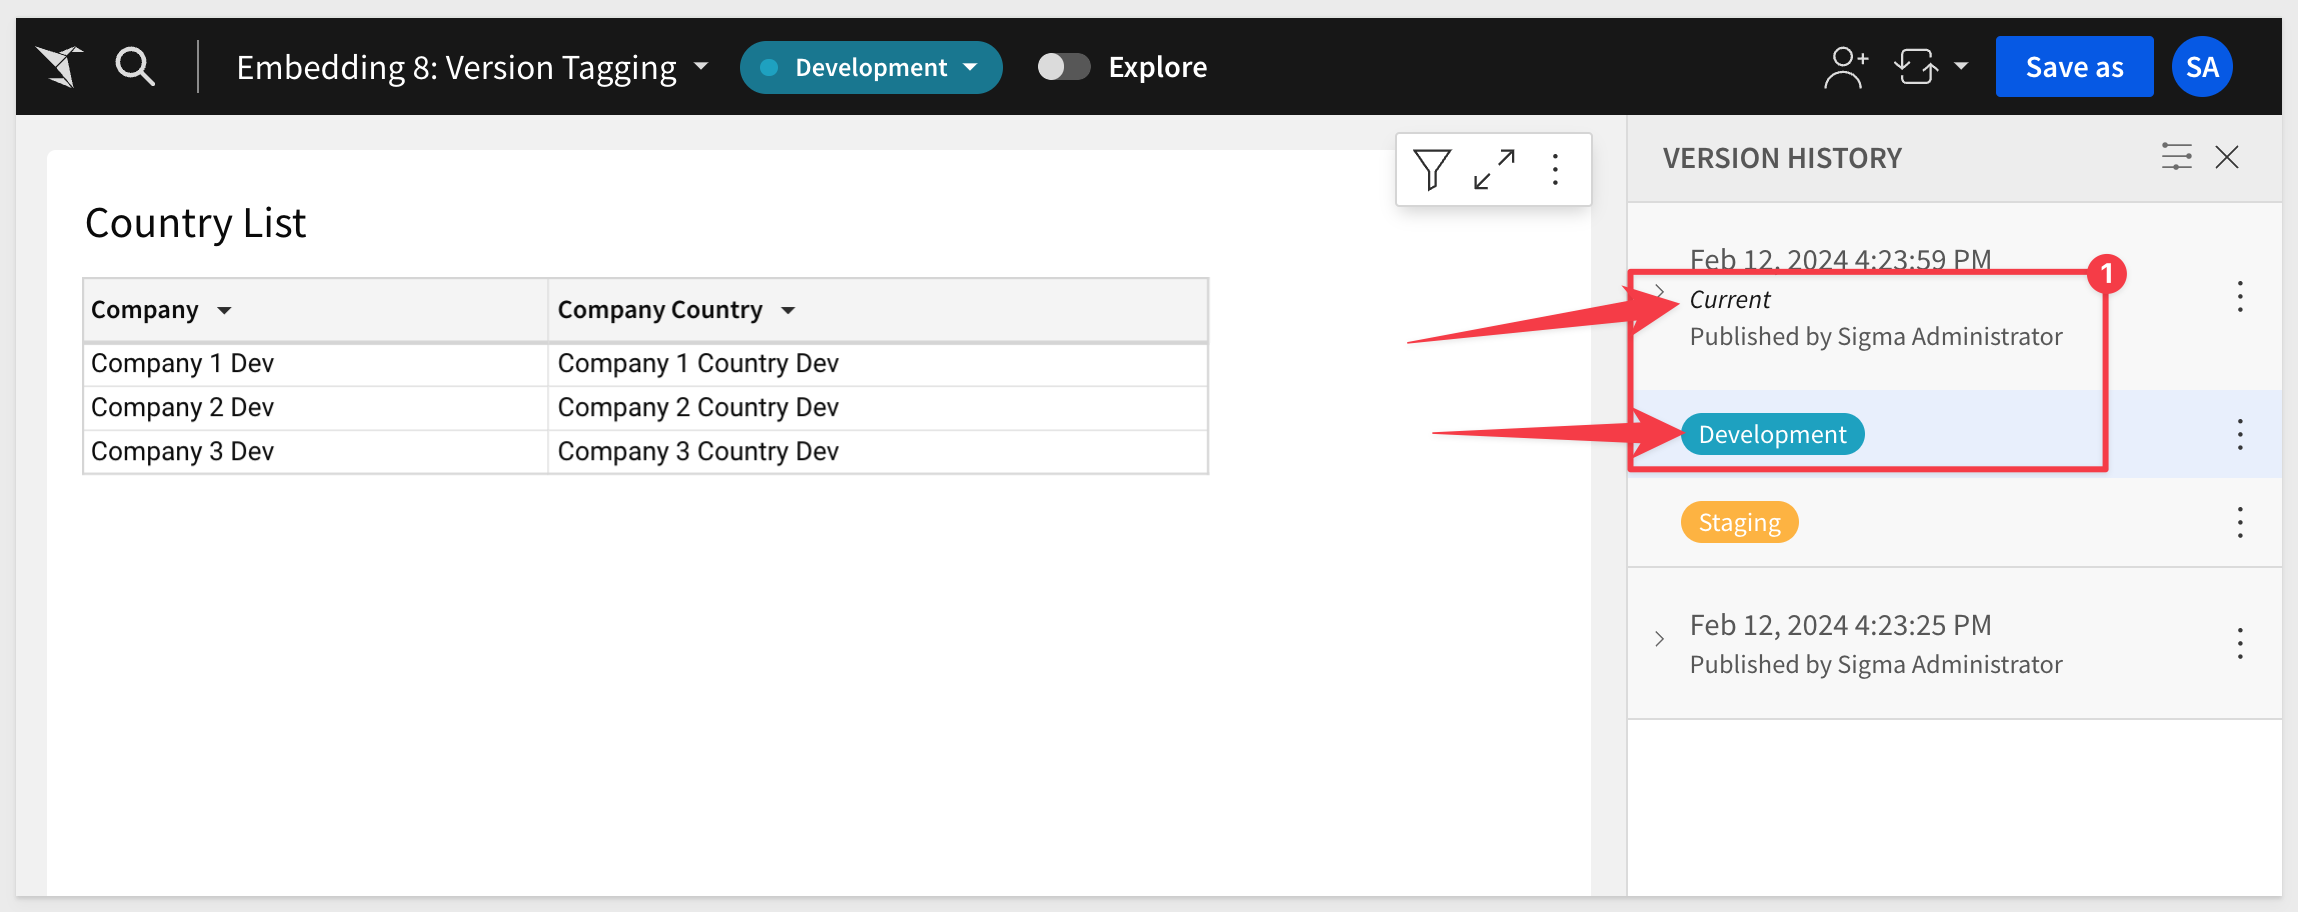 Embedding 8: Version Tagging
Development
Explore
Save as
SA
Country List
Company
Company Country
Company 1 Dev
Company 1 Country Dev
Company 2 Dev
Company 2 Country Dev
Company 3 Dev
Company 3 Country Dev
VERSION HISTORY
Feb 12, 2024 4:23:59 PM
1
Current
Published by Sigma Administrator
Development
Staging
Feb 12, 2024 4:23:25 PM
Published by Sigma Administrator